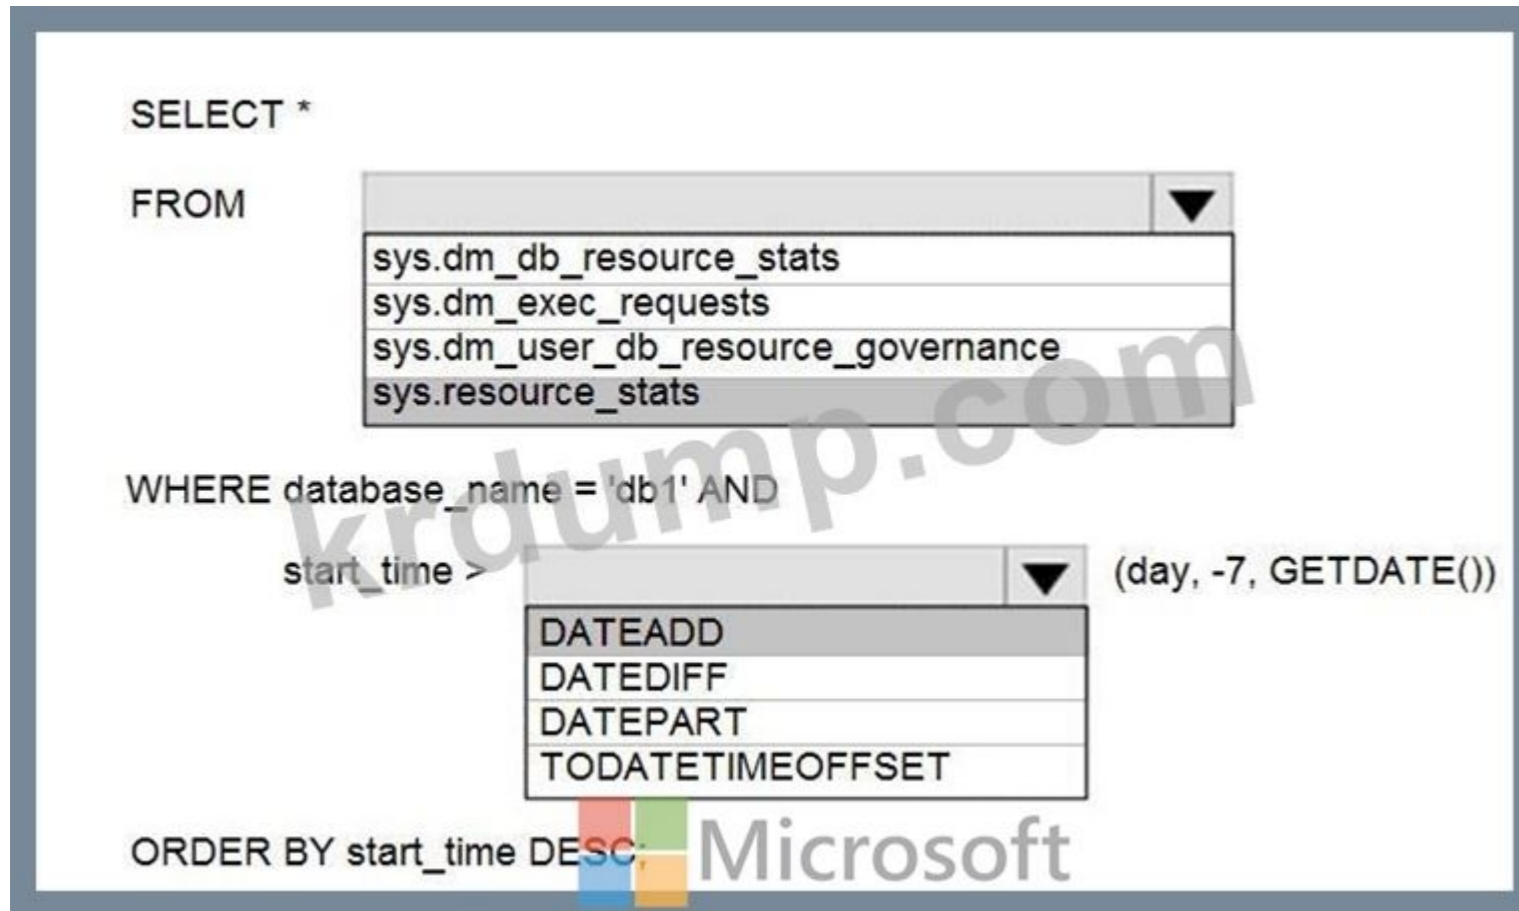 SELECT *
FROM
sys.dm_db_resource_stats
sys.dm_exec_requests
sys.dm_user_db_resource_governance
sys.resource_stats
WHERE database_name = 'db1' AND
start_time > (day, -7, GETDATE())
DATEADD
DATEDIFF
DATEPART
TODATETIMEOFFSET
ORDER BY start_time DESC;
krdump.com
Microsoft